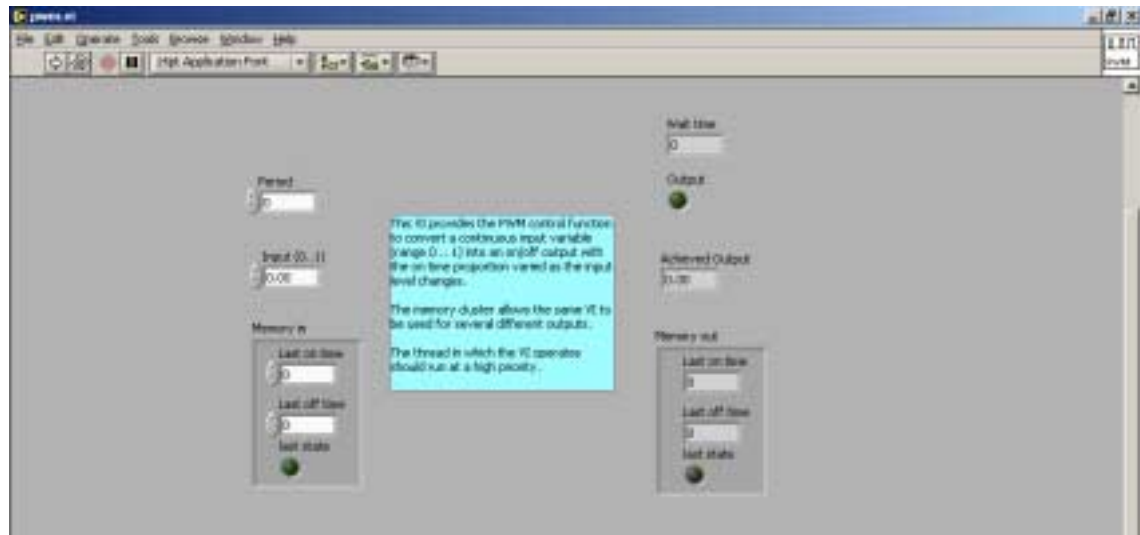 pwm.vi
File Edit Operate Tools Browse Window Help
24pt Application Font
Wait time
0
Period
0
Output
This VI provides the PWM control function
to convert a continuous input variable
(range 0... 1) into an on/off output with
the on time proportion varied as the input
level changes.
The memory cluster allows the same VI to
be used for several different outputs.
The thread in which the VI operates
should run at a high priority.
Input (0..1)
0.00
Achieved Output
0.00
Memory in
Last on time
0
Last off time
0
last state
Memory out
Last on time
0
Last off time
0
last state